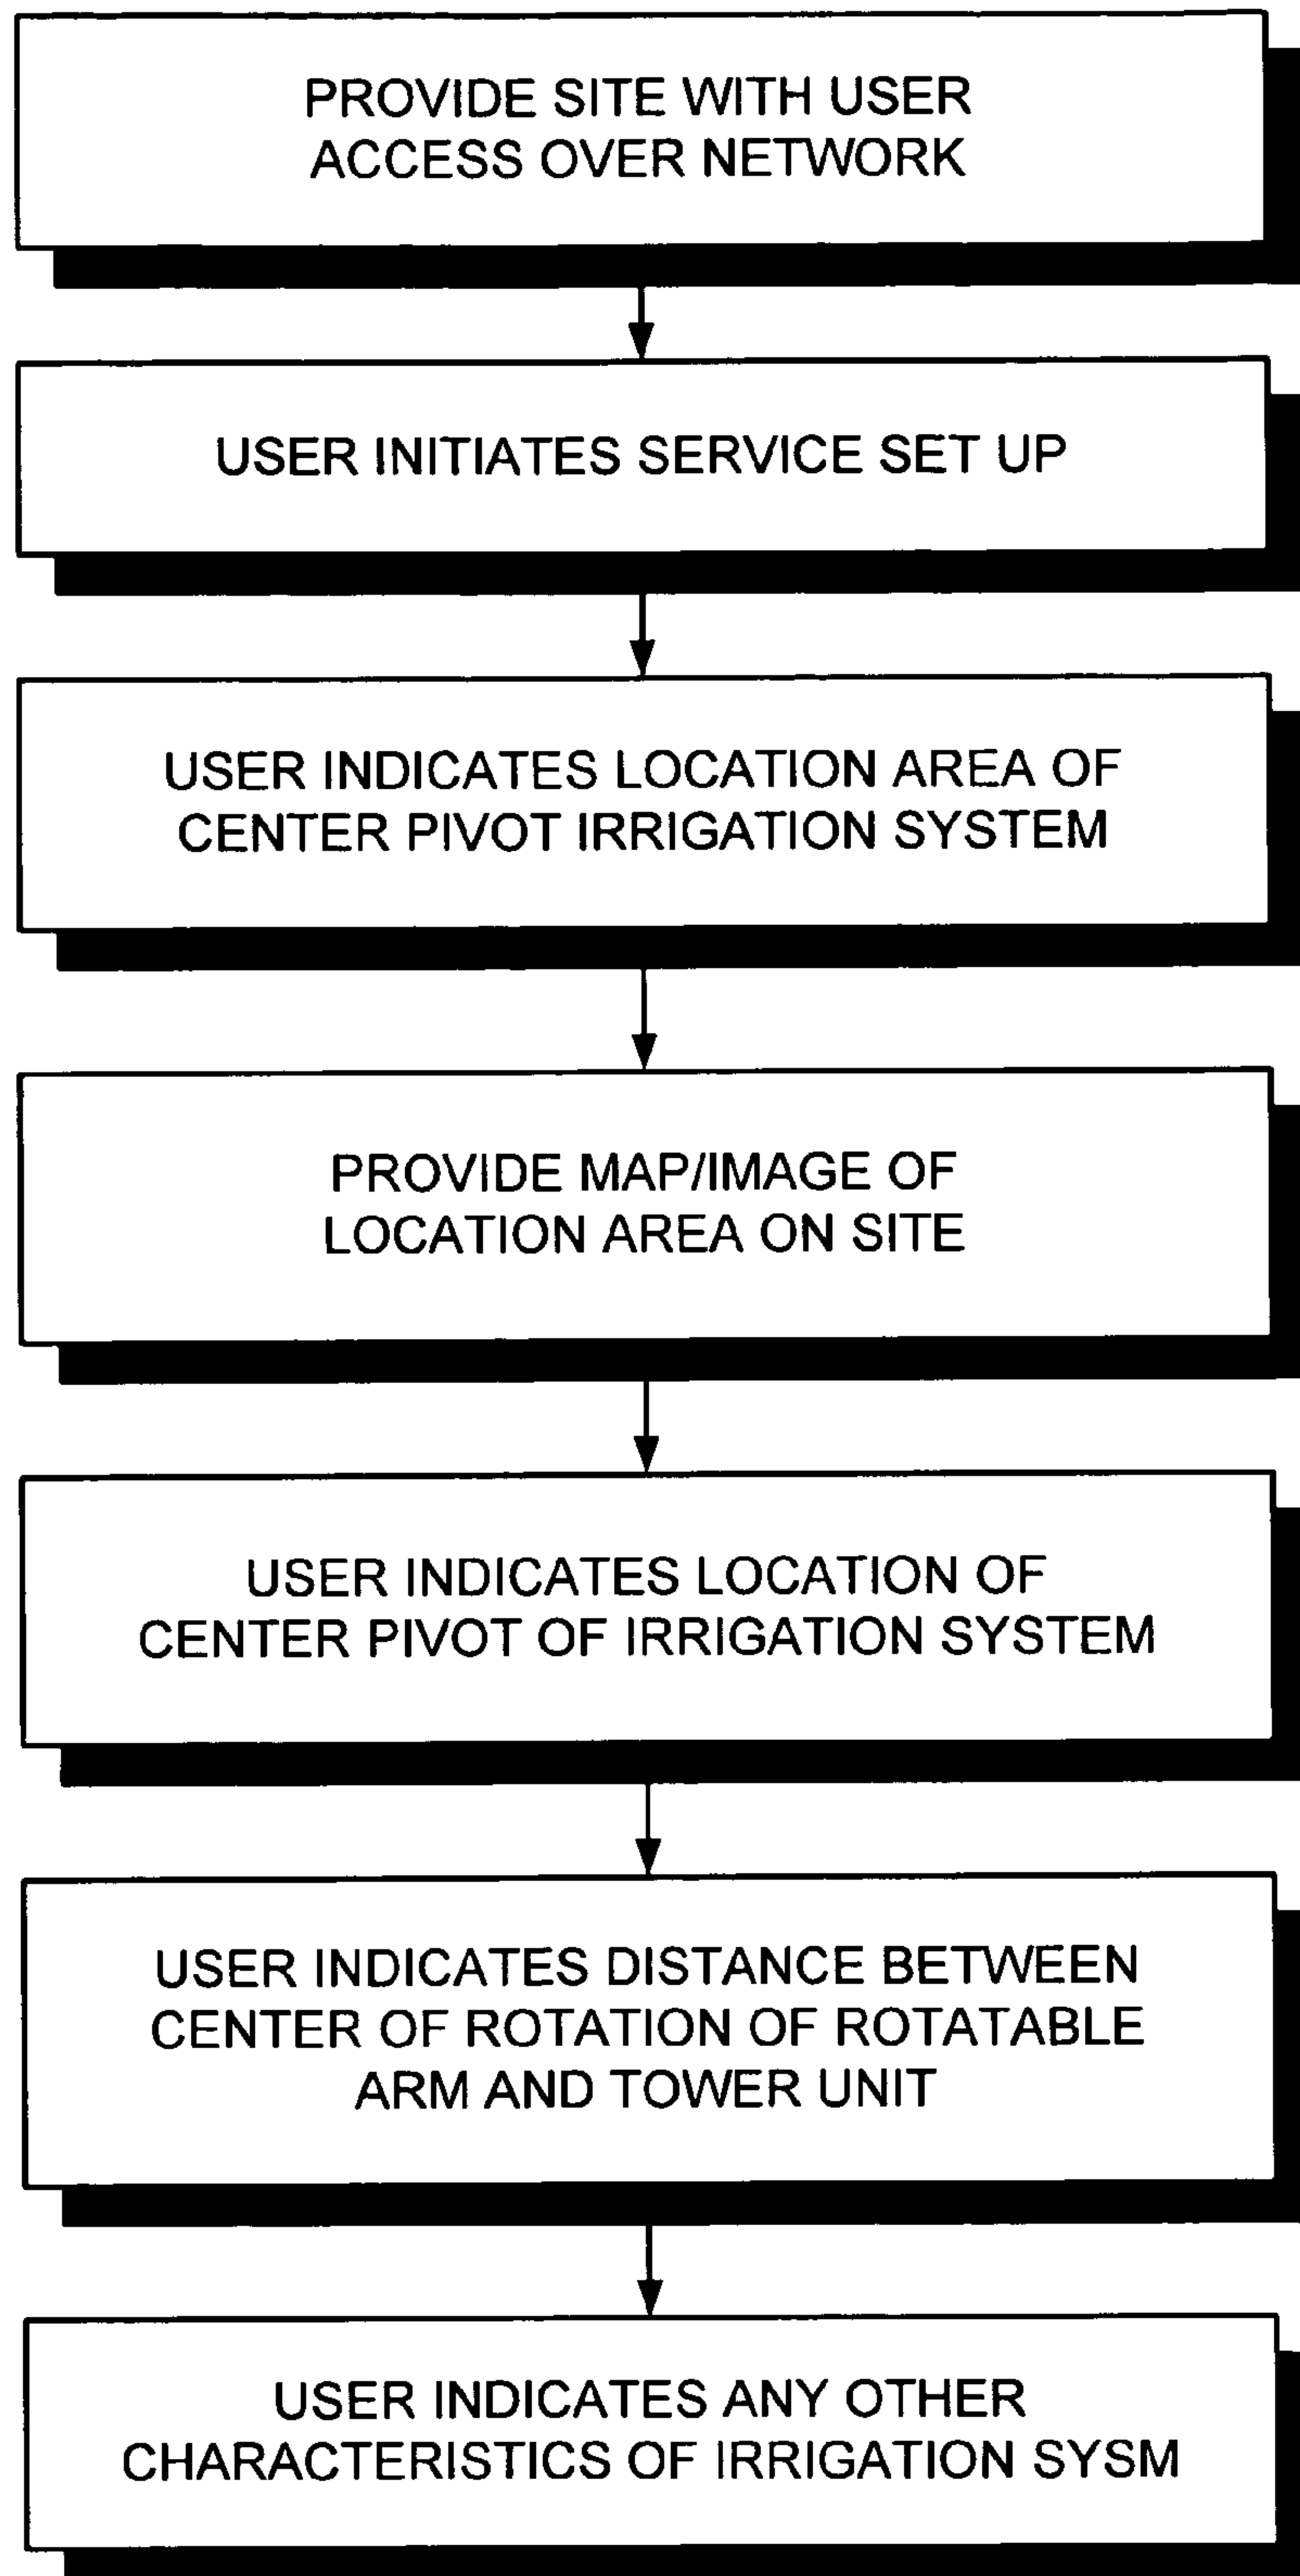 PROVIDE SITE WITH USER
ACCESS OVER NETWORK
USER INITIATES SERVICE SET UP
USER INDICATES LOCATION AREA OF
CENTER PIVOT IRRIGATION SYSTEM
PROVIDE MAP/IMAGE OF
LOCATION AREA ON SITE
USER INDICATES LOCATION OF
CENTER PIVOT OF IRRIGATION SYSTEM
USER INDICATES DISTANCE BETWEEN
CENTER OF ROTATION OF ROTATABLE
ARM AND TOWER UNIT
USER INDICATES ANY OTHER
CHARACTERISTICS OF IRRIGATION SYSM